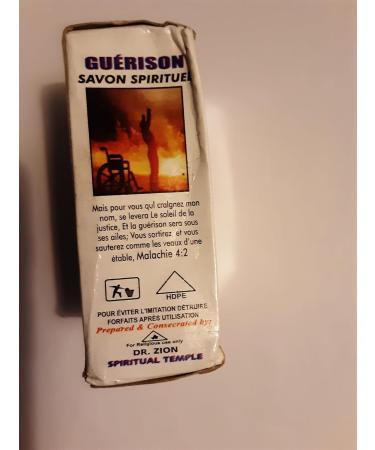 GUÉRISON
SAVON SPIRITUEL
Mais pour vous qui craignez mon
nom, se levera Le soleil de la
justice, Et la guérison sera sous
ses ailes; Vous sortirez et vous
sauterez comme les veaux d'une
étable, Malachie 4:2
HDPE
POUR ÉVITER L'IMITATION DÉTRUIRE
FORFAITS APRÈS UTILISATION
Prepared & Consecrated by:
For Religious use only
DR. ZION
SPIRITUAL TEMPLE